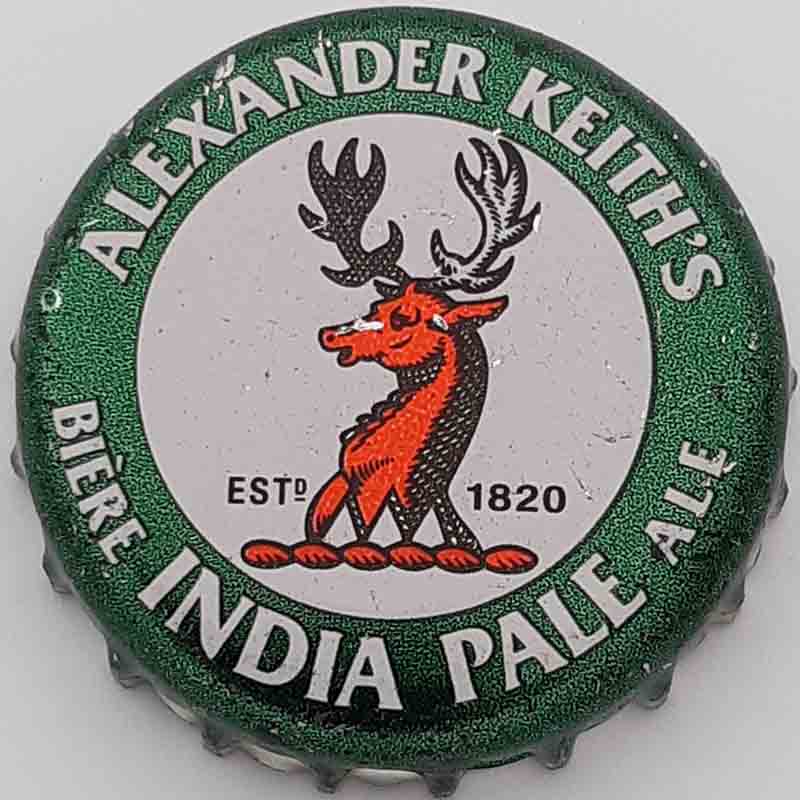 ALEXANDER KEITH'S
ESTD 1820
BIÈRE INDIA PALE ALE